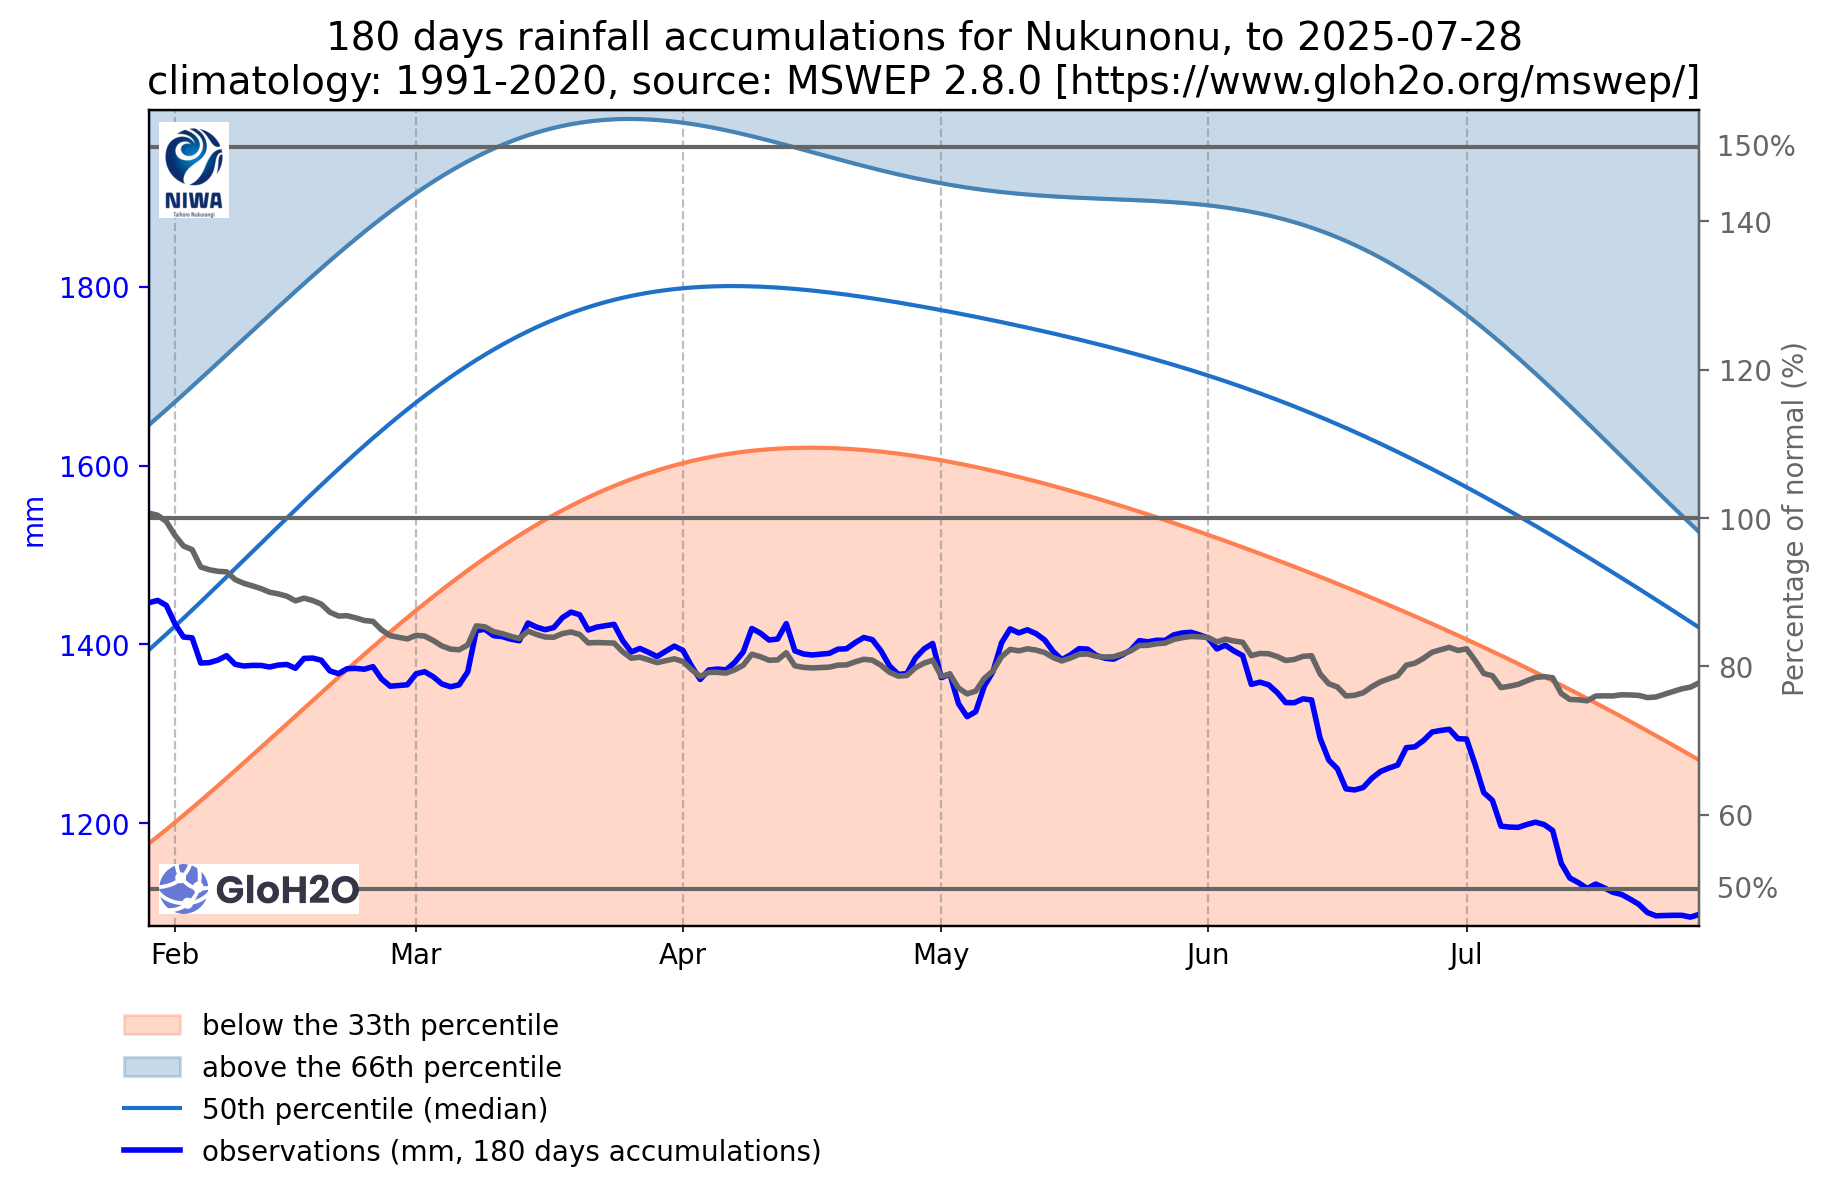 180 days rainfall accumulations for Nukunonu, to 2025-07-28
climatology: 1991-2020, source: MSWEP 2.8.0 [https://www.gloh2o.org/mswep/]
NIWA
Taihoro Nukurangi
150%
140
120
100
80
60
50%
Percentage of normal (%)
1800
1600
1400
1200
mm
GloH2O
Feb Mar Apr May Jun Jul
below the 33th percentile
above the 66th percentile
50th percentile (median)
observations (mm, 180 days accumulations)